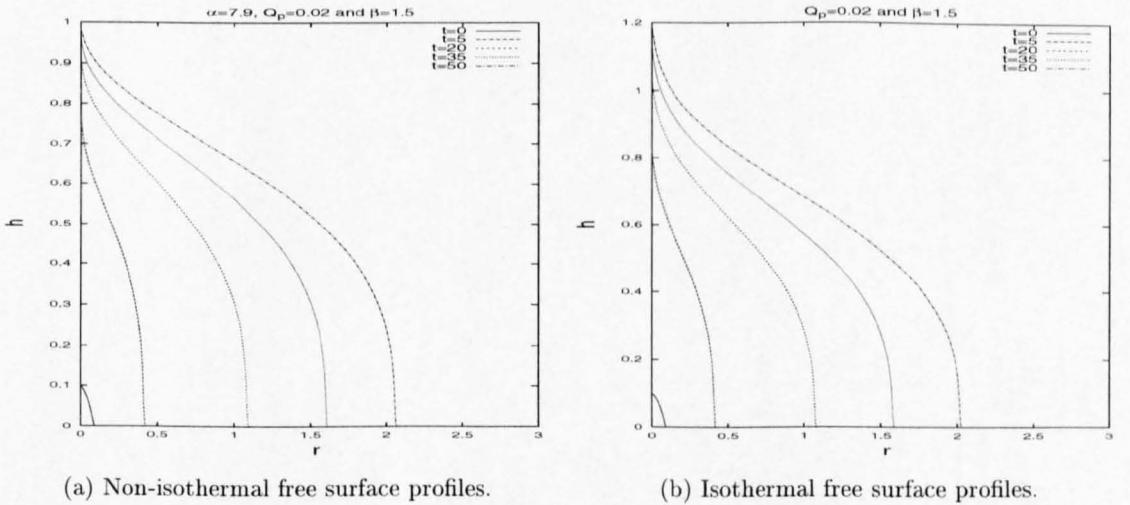 α=7.9, Qp=0.02 and β=1.5
t=0
t=5
t=20
t=35
t=50
1
0.9
0.8
0.7
0.6
0.5
0.4
0.3
0.2
0.1
0
h
0 0.5 1 1.5 2 2.5 3
r
(a) Non-isothermal free surface profiles.
Qp=0.02 and β=1.5
t=0
t=5
t=20
t=35
t=50
1.2
1
0.8
0.6
0.4
0.2
0
h
0 0.5 1 1.5 2 2.5 3
r
(b) Isothermal free surface profiles.